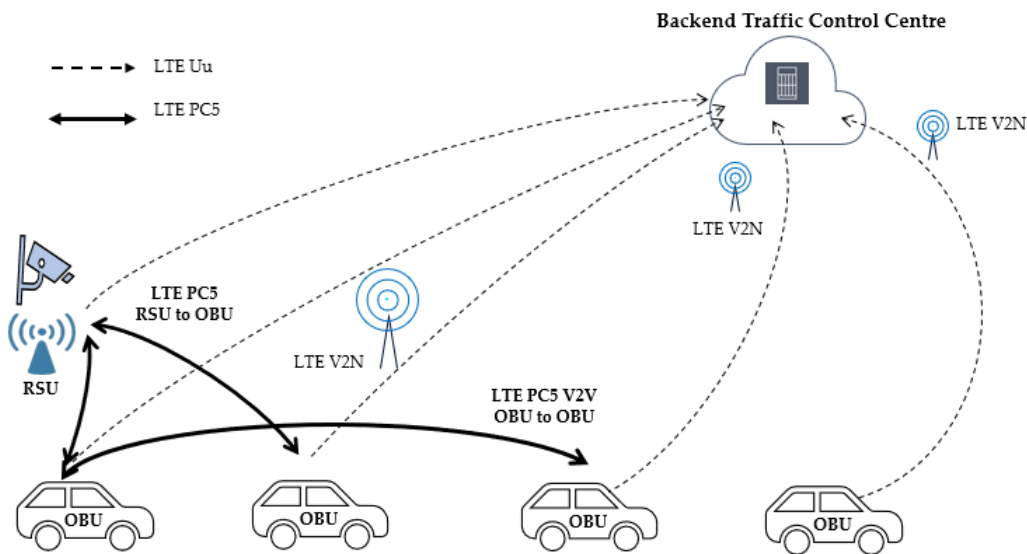 Backend Traffic Control Centre
LTE Uu
LTE PC5
LTE V2N
LTE V2N
LTE PC5
RSU to OBU
LTE V2N
RSU
LTE PC5 V2V
OBU to OBU
OBU
OBU
OBU
OBU